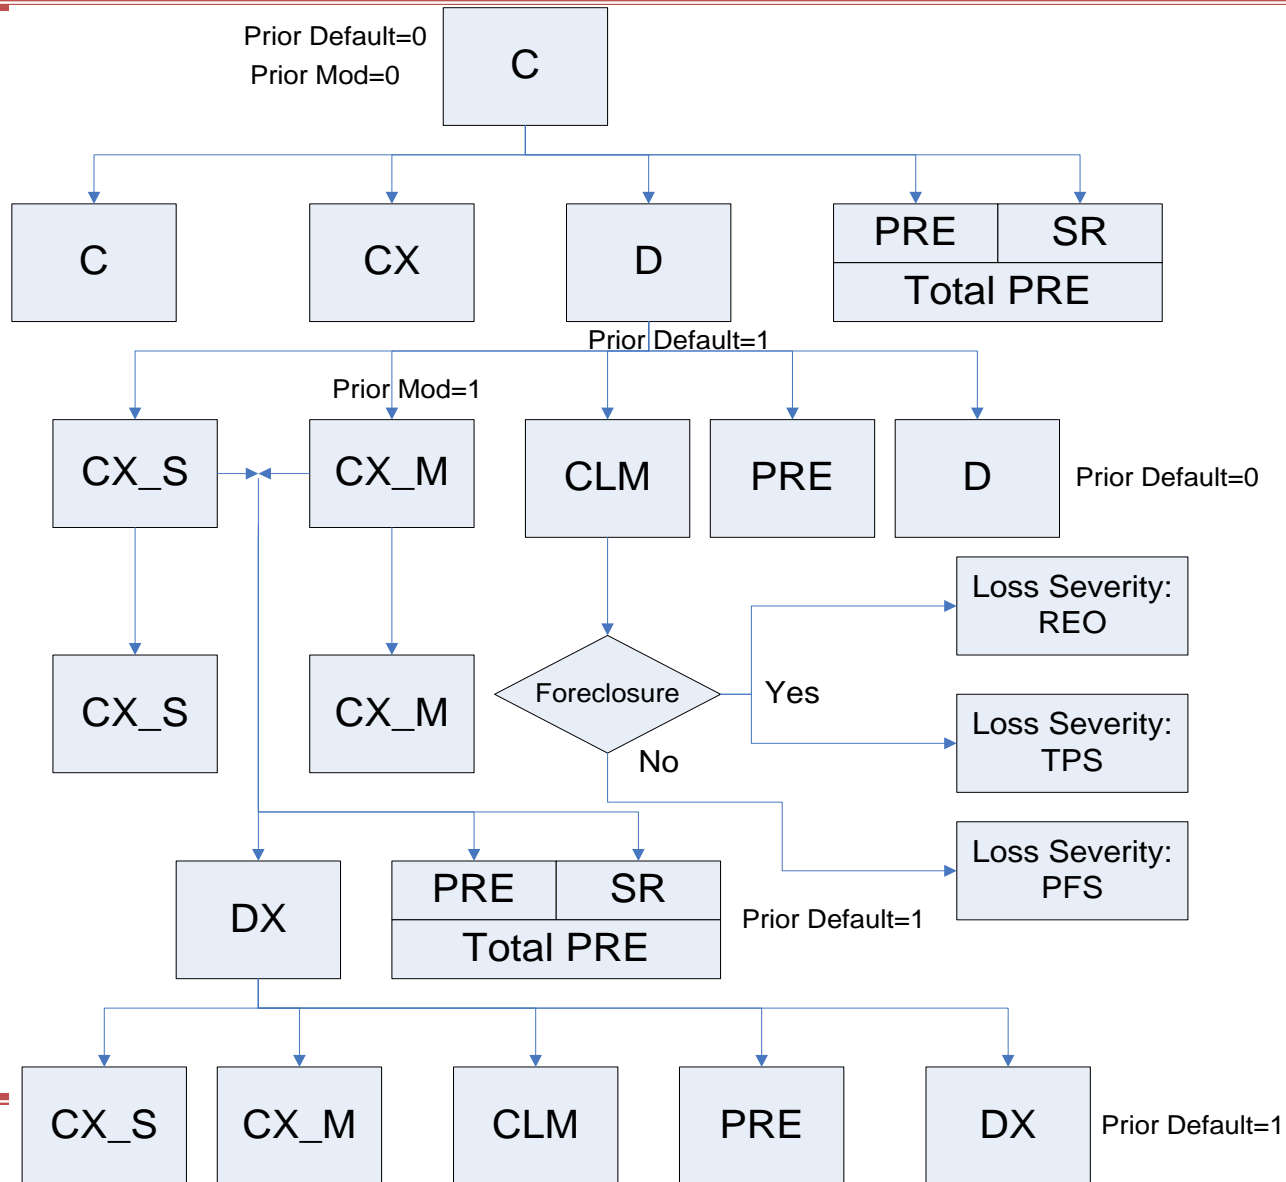 Prior Default=0
Prior Mod=0
C
C
CX
D
PRE
SR
Total PRE
Prior Default=1
Prior Mod=1
CX_S
CX_M
CLM
PRE
D
Prior Default=0
Loss Severity:
REO
CX_S
CX_M
Foreclosure
Yes
No
Loss Severity:
TPS
Loss Severity:
PFS
DX
PRE
SR
Total PRE
Prior Default=1
CX_S
CX_M
CLM
PRE
DX
Prior Default=1